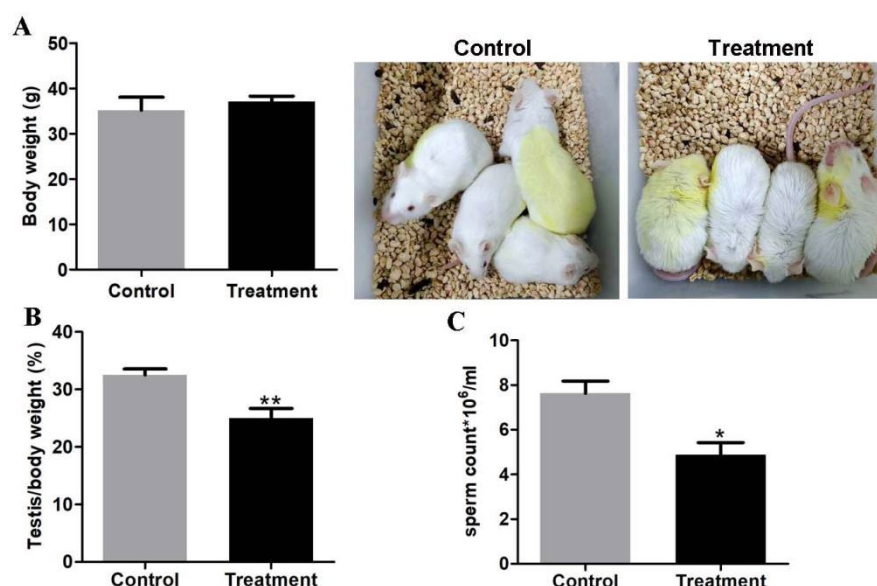 A
Body weight (g)
50
40
30
20
10
0
Control
Treatment
Control
Treatment
B
Testis/body weight (%)
40
30
20
10
0
**
Control
Treatment
C
sperm count*10⁶/ml
8
6
4
2
0
*
Control
Treatment